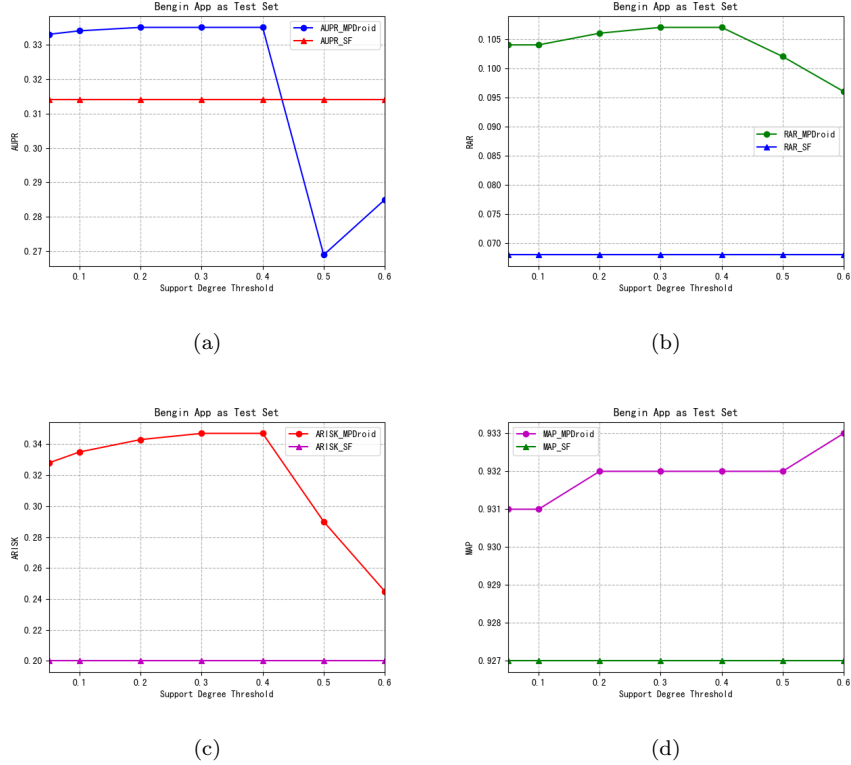 Bengin App as Test Set
AUPR_MPDroid
AUPR_SF
0.33
0.32
0.31
0.30
0.29
0.28
0.27
AUPR
0.1 0.2 0.3 0.4 0.5 0.6
Support Degree Threshold
(a)
Bengin App as Test Set
0.105
0.100
0.095
0.090
0.085
0.080
0.075
0.070
RAR
RAR_MPDroid
RAR_SF
0.1 0.2 0.3 0.4 0.5 0.6
Support Degree Threshold
(b)
Bengin App as Test Set
ARISK_MPDroid
ARISK_SF
0.34
0.32
0.30
0.28
0.26
0.24
0.22
0.20
ARISK
0.1 0.2 0.3 0.4 0.5 0.6
Support Degree Threshold
(c)
Bengin App as Test Set
MAP_MPDroid
MAP_SF
0.933
0.932
0.931
0.930
0.929
0.928
0.927
MAP
0.1 0.2 0.3 0.4 0.5 0.6
Support Degree Threshold
(d)